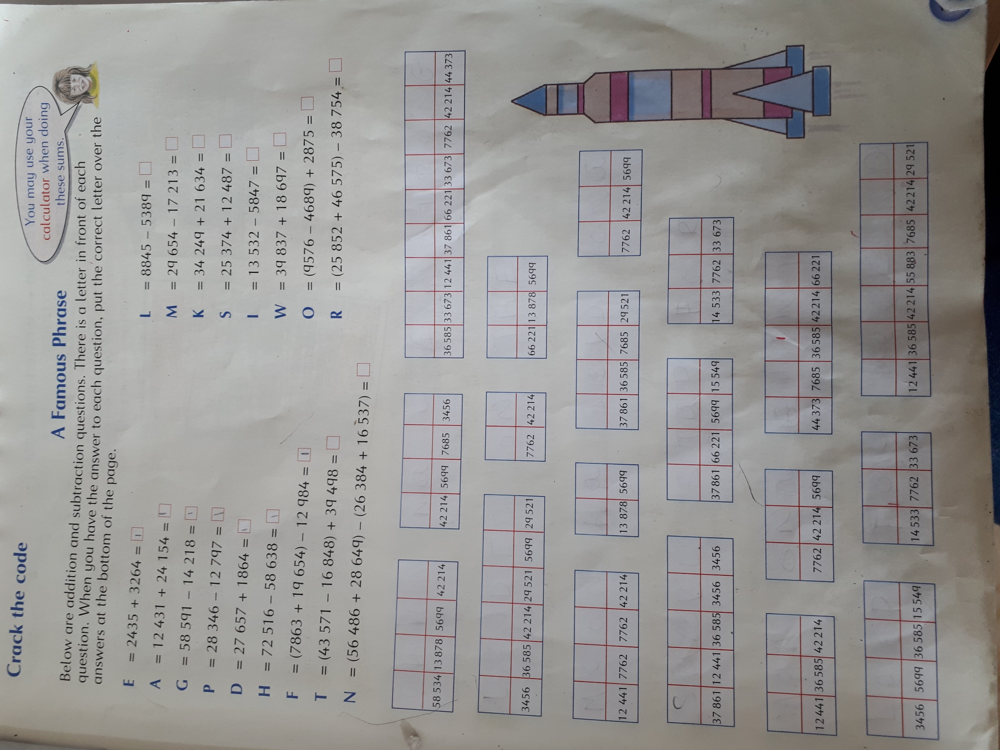 Crack the code
You may use your
calculator when doing
these sums.
A Famous Phrase
Below are addition and subtraction questions. There is a letter in front of each
question. When you have the answer to each question, put the correct letter over the
answers at the bottom of the page.
E = 2435 + 3264 =
A = 12 431 + 24 154 =
G = 58 591 – 14 218 =
P = 28 346 – 12 797 =
D = 27 657 + 1864 =
H = 72 516 – 58 638 =
F = (7863 + 19 654) – 12 984 =
T = (43 571 – 16 848) + 39 498 =
N = (56 486 + 28 649) – (26 384 + 16 537) =
L = 8845 – 5389 =
M = 29 654 – 17 213 =
K = 34 249 + 21 634 =
S = 25 374 + 12 487 =
I = 13 532 – 5847 =
W = 39 837 + 18 697 =
O = (9576 – 4689) + 2875 =
R = (25 852 + 46 575) – 38 754 =
58 534 13 878 5699 42 214
N E
42 214 5699 7685 3456
G
36 585 33 673 12 441 37 861 66 221 33 673 7762 42 214 44 373
L
3456 36 585 42 214 29 521 5699 29 521
O N
7762 42 214
E
66 221 13 878 5699
M O
12 441 7762 7762 42 214
H E
13 878 5699
37 861 36 585 7685 29 521
O N E
7762 42 214 5699
S
37 861 12 441 36 585 3456 3456
37 861 66 221 5699 15 549
F R
14 533 7762 33 673
12 441 36 585 42 214
O N
7762 42 214 5699
G
44 373 7685 36 585 42 214 66 221
L P
3456 5699 36 585 15 549
F O
14 533 7762 33 673
D
12 441 36 585 42 214 55 883 7685 42 214 29 521